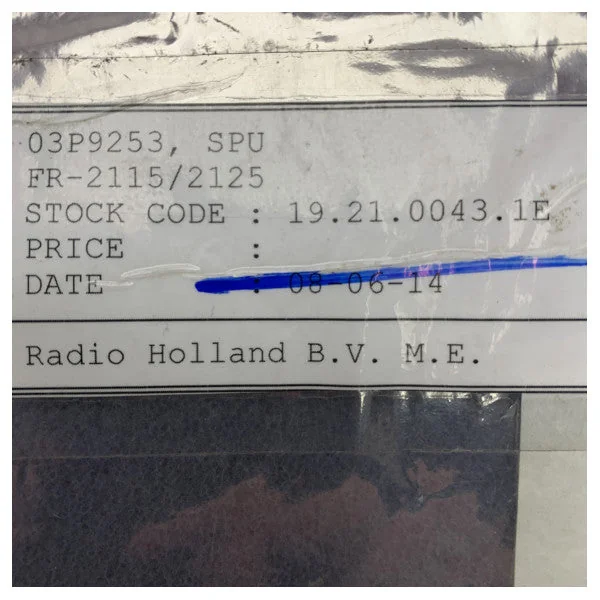 03P9253, SPU
FR-2115/2125
STOCK CODE : 19.21.0043.1E
PRICE :
DATE : 08-06-14
Radio Holland B.V. M.E.